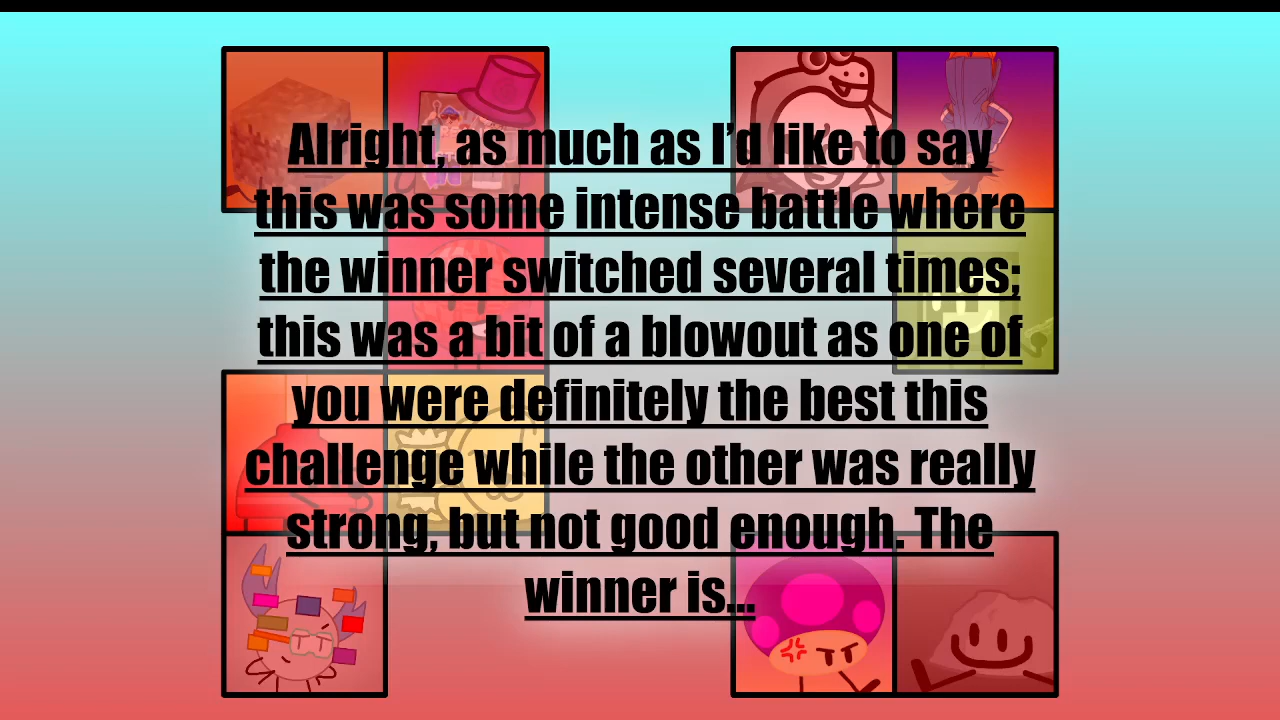 Alright, as much as I’d like to say
this was some intense battle where
the winner switched several times;
this was a bit of a blowout as one of
you were definitely the best this
challenge while the other was really
strong, but not good enough. The
winner is...